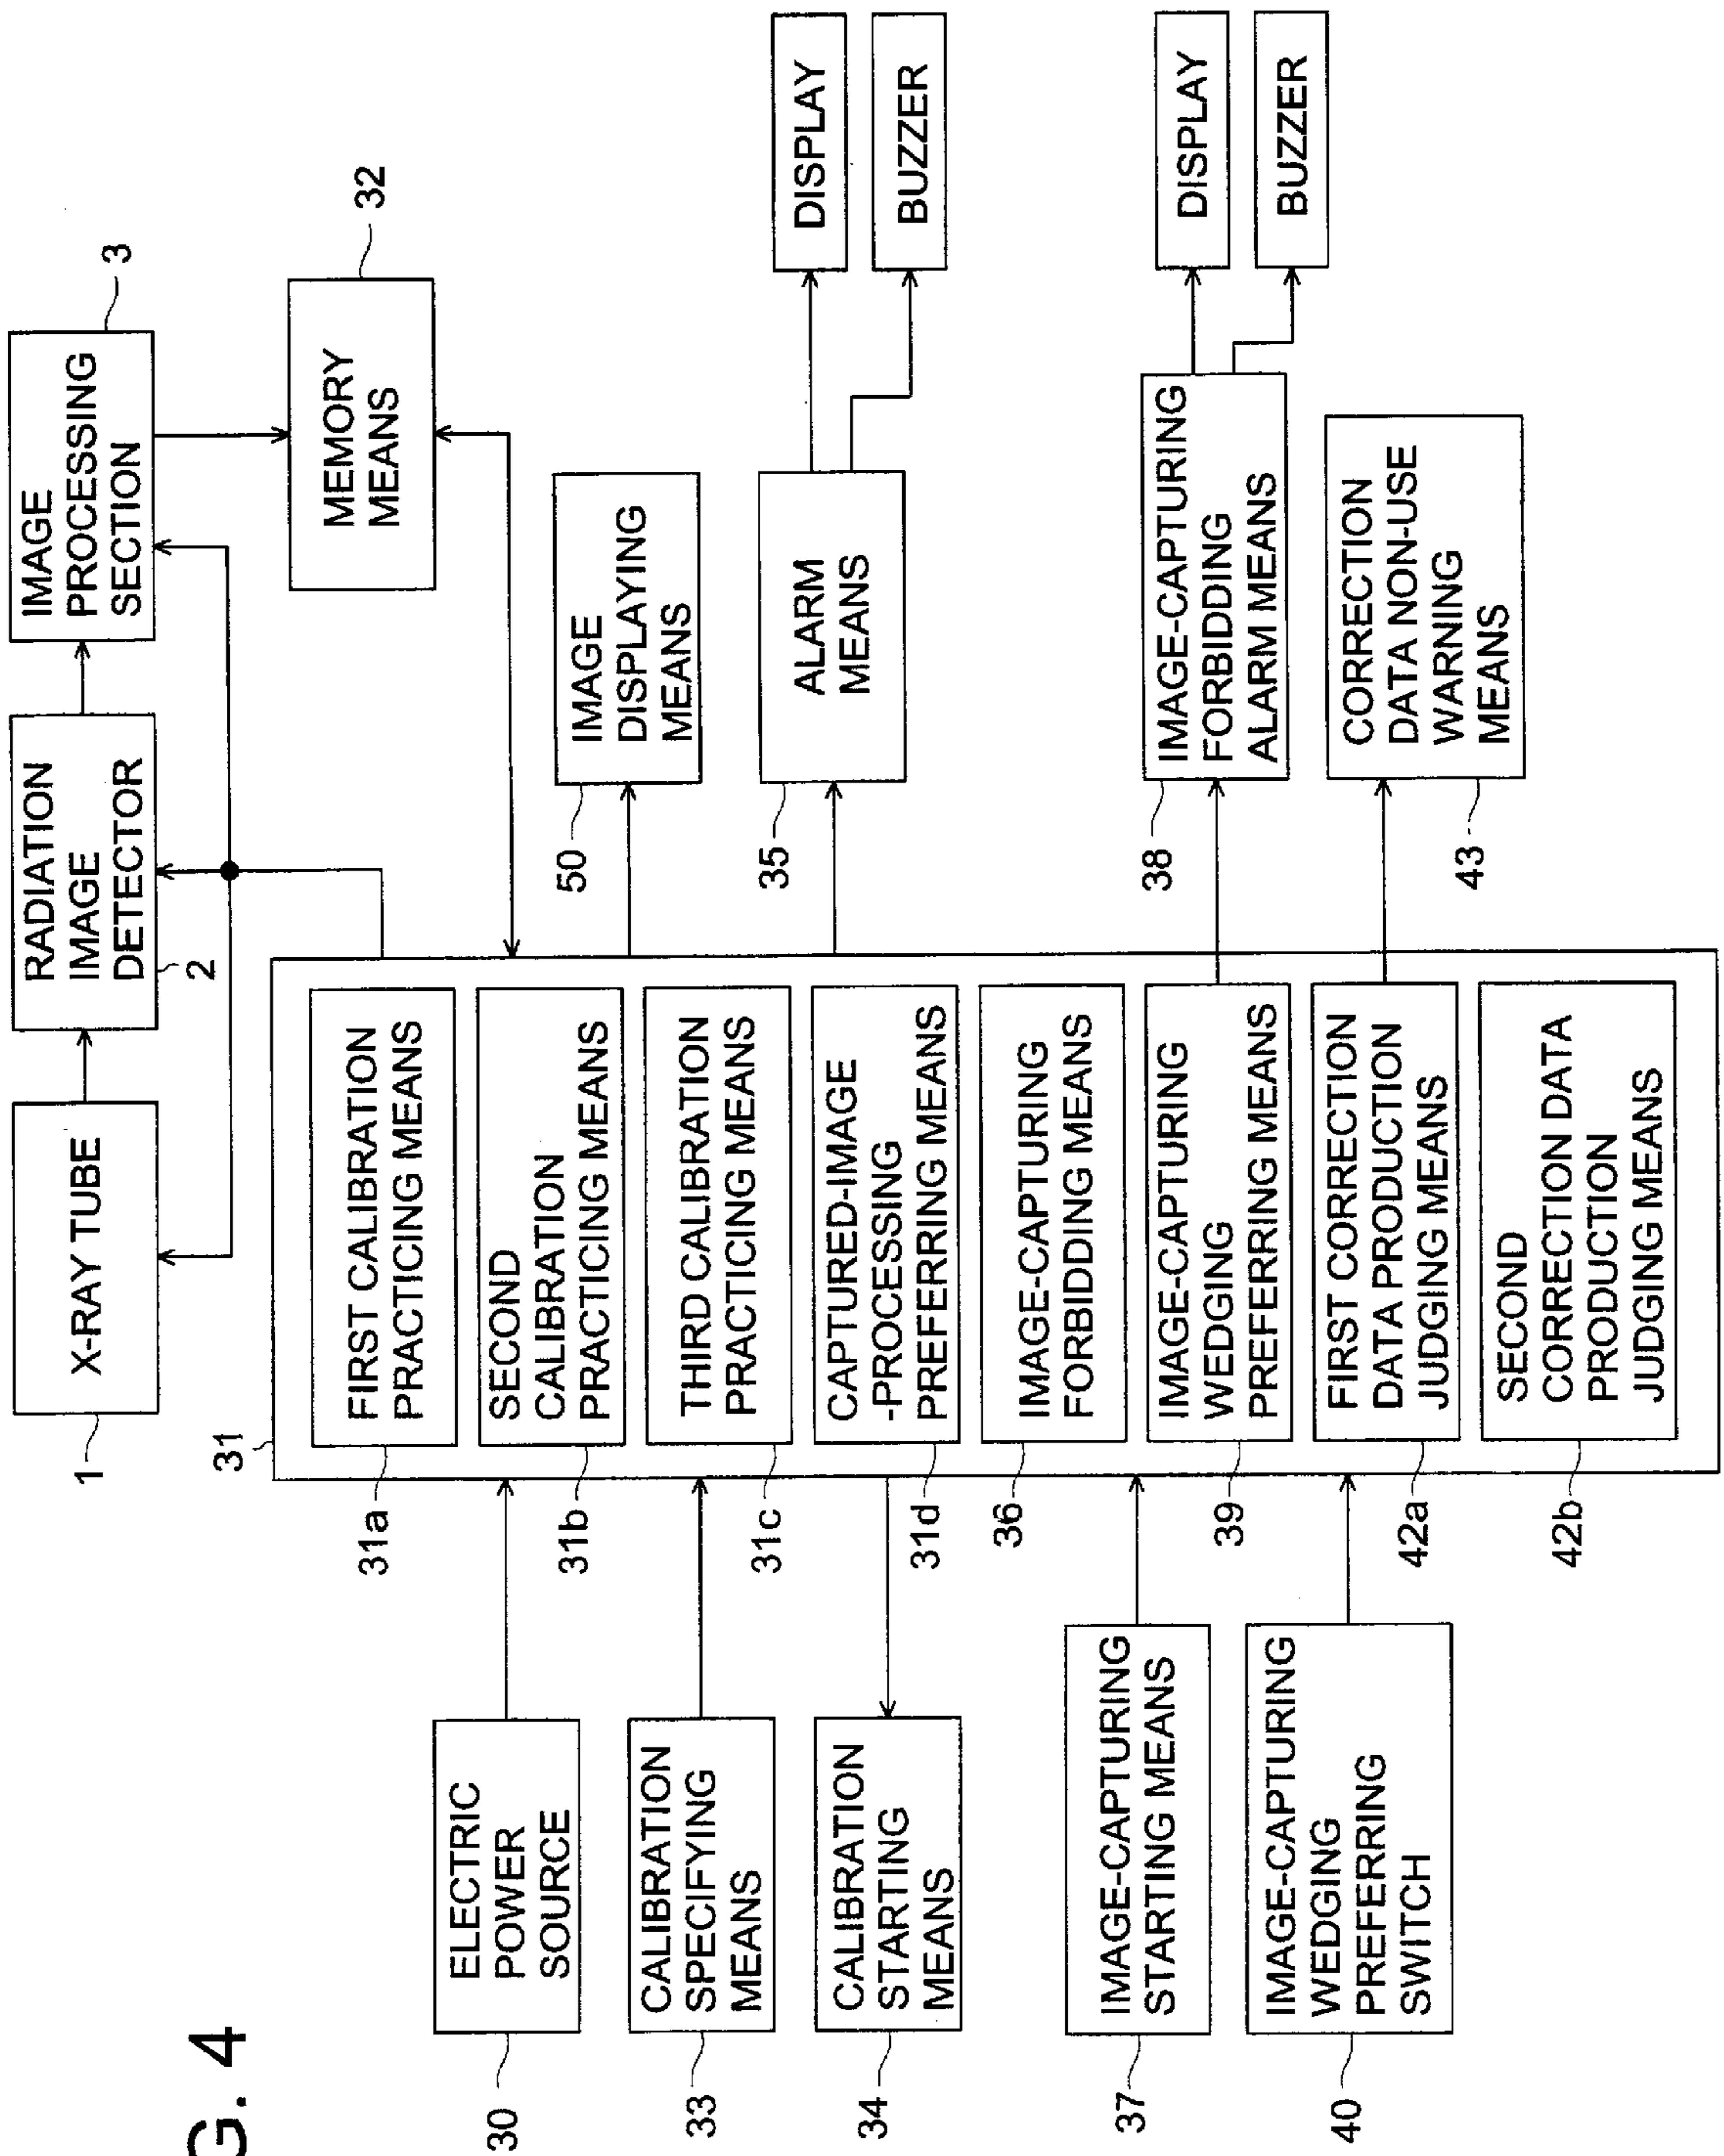 G. 4
1
X-RAY TUBE
RADIATION
IMAGE
DETECTOR
2
IMAGE
PROCESSING
SECTION
3
MEMORY
MEANS
32
31
31a
FIRST CALIBRATION
PRACTICING MEANS
31b
SECOND
CALIBRATION
PRACTICING MEANS
31c
THIRD CALIBRATION
PRACTICING MEANS
31d
CAPTURED-IMAGE
-PROCESSING
PREFERRING MEANS
36
IMAGE-CAPTURING
FORBIDDING MEANS
39
IMAGE-CAPTURING
WEDGING
PREFERRING MEANS
42a
FIRST CORRECTION
DATA PRODUCTION
JUDGING MEANS
42b
SECOND
CORRECTION DATA
PRODUCTION
JUDGING MEANS
30
ELECTRIC
POWER
SOURCE
33
CALIBRATION
SPECIFYING
MEANS
34
CALIBRATION
STARTING
MEANS
37
IMAGE-CAPTURING
STARTING MEANS
40
IMAGE-CAPTURING
WEDGING
PREFERRING
SWITCH
50
IMAGE
DISPLAYING
MEANS
35
ALARM
MEANS
DISPLAY
BUZZER
38
IMAGE-CAPTURING
FORBIDDING
ALARM MEANS
DISPLAY
BUZZER
43
CORRECTION
DATA NON-USE
WARNING
MEANS